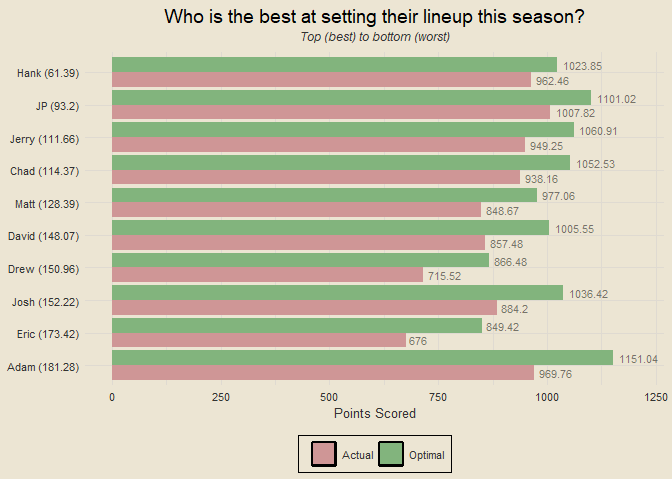 Who is the best at setting their lineup this season?
Top (best) to bottom (worst)
Hank (61.39)
1023.85
962.46
JP (93.2)
1101.02
1007.82
Jerry (111.66)
1060.91
949.25
Chad (114.37)
1052.53
938.16
Matt (128.39)
977.06
848.67
David (148.07)
1005.55
857.48
Drew (150.96)
866.48
715.52
Josh (152.22)
1036.42
884.2
Eric (173.42)
849.42
676
Adam (181.28)
1151.04
969.76
0 250 500 750 1000 1250
Points Scored
Actual Optimal